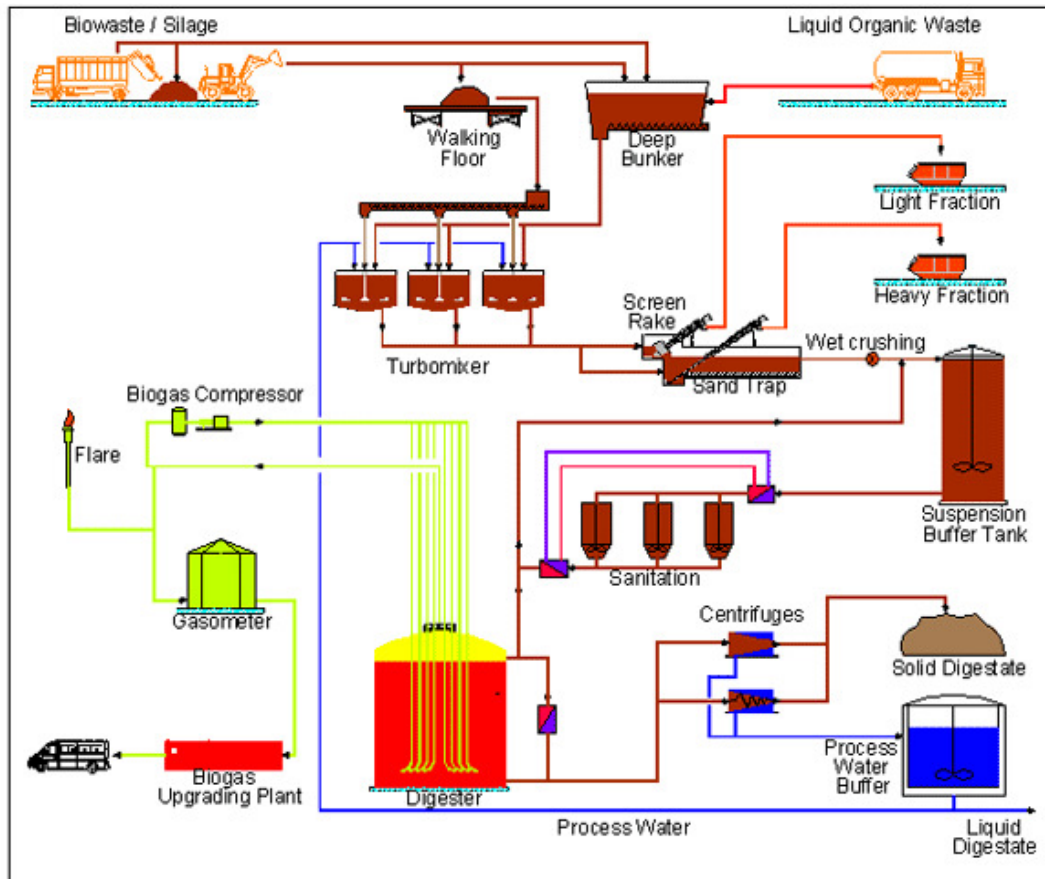 Biowaste / Silage
Liquid Organic Waste
Walking
Floor
Deep
Bunker
Light Fraction
Heavy Fraction
Screen
Rake
Wet crushing
Turbomixer
Sand Trap
Biogas Compressor
Flare
Suspension
Buffer Tank
Sanitation
Gasometer
Centrifuges
Solid Digestate
Process
Water
Buffer
Biogas
Upgrading Plant
Digester
Process Water
Liquid
Digestate